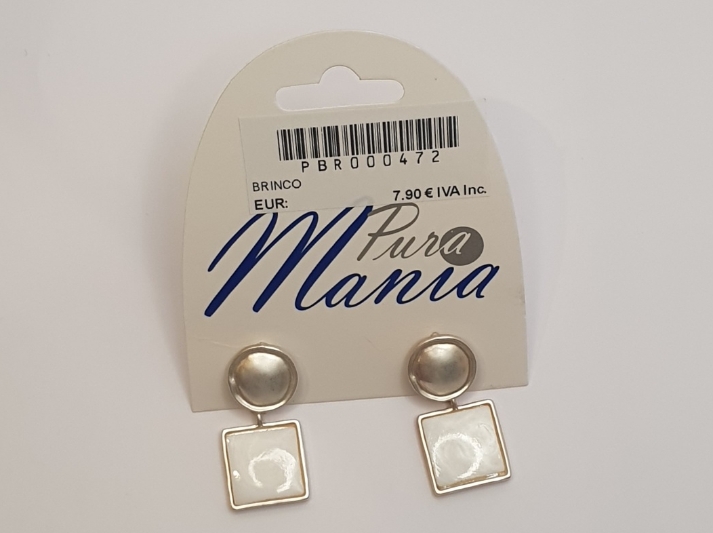 PBR000472
BRINCO
EUR: 7.90 € IVA Inc.
Pura
Mania